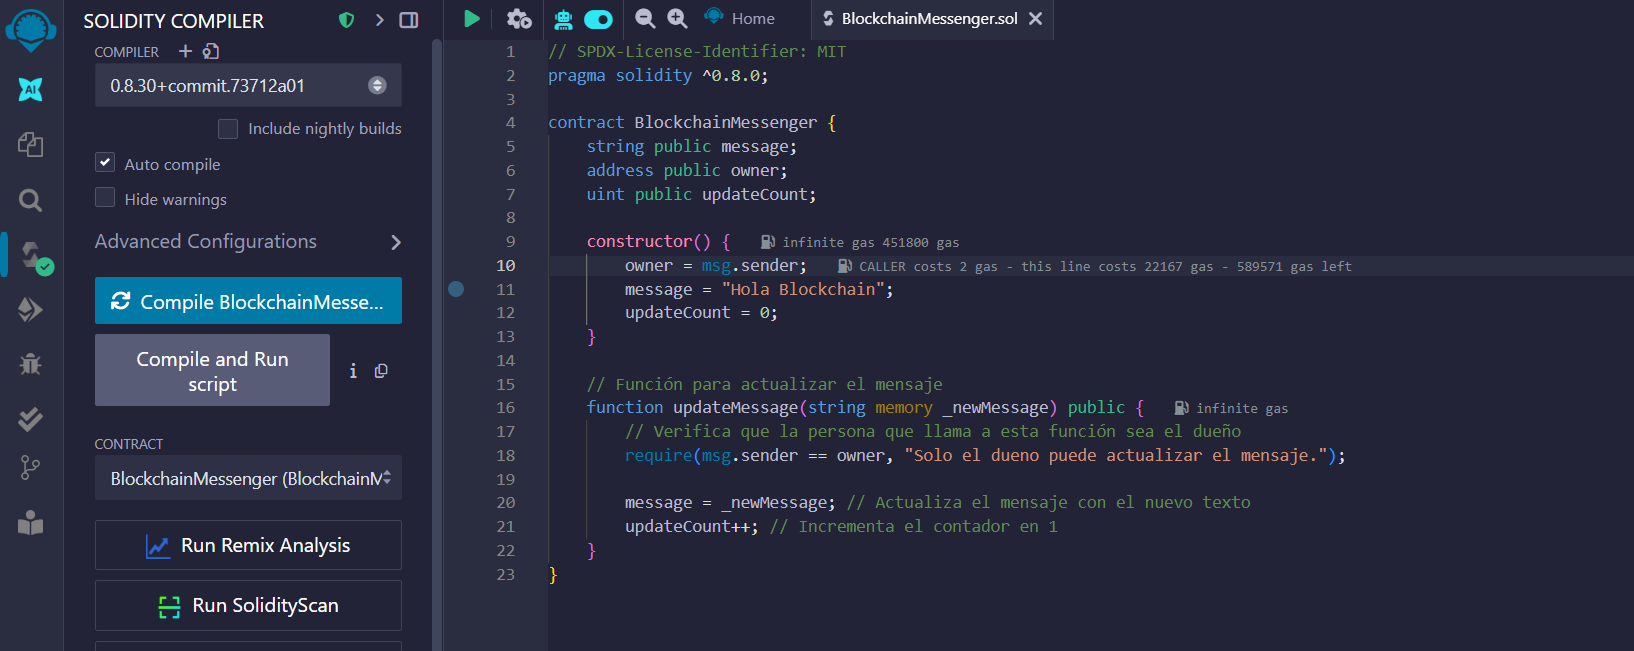 SOLIDITY COMPILER
COMPILER
0.8.30+commit.73712a01
Include nightly builds
Auto compile
Hide warnings
Advanced Configurations
Compile BlockchainMesse...
Compile and Run
script
i
CONTRACT
BlockchainMessenger (BlockchainM
Run Remix Analysis
Run SolidityScan
AI
Home
BlockchainMessenger.sol
1 // SPDX-License-Identifier: MIT
2 pragma solidity ^0.8.0;
3
4 contract BlockchainMessenger {
5 string public message;
6 address public owner;
7 uint public updateCount;
8
9 constructor() { infinite gas 451800 gas
10 owner = msg.sender; CALLER costs 2 gas - this line costs 22167 gas - 589571 gas left
11 message = "Hola Blockchain";
12 updateCount = 0;
13 }
14
15 // Función para actualizar el mensaje
16 function updateMessage(string memory _newMessage) public { infinite gas
17 // Verifica que la persona que llama a esta función sea el dueño
18 require(msg.sender == owner, "Solo el dueno puede actualizar el mensaje.");
19
20 message = _newMessage; // Actualiza el mensaje con el nuevo texto
21 updateCount++; // Incrementa el contador en 1
22 }
23 }